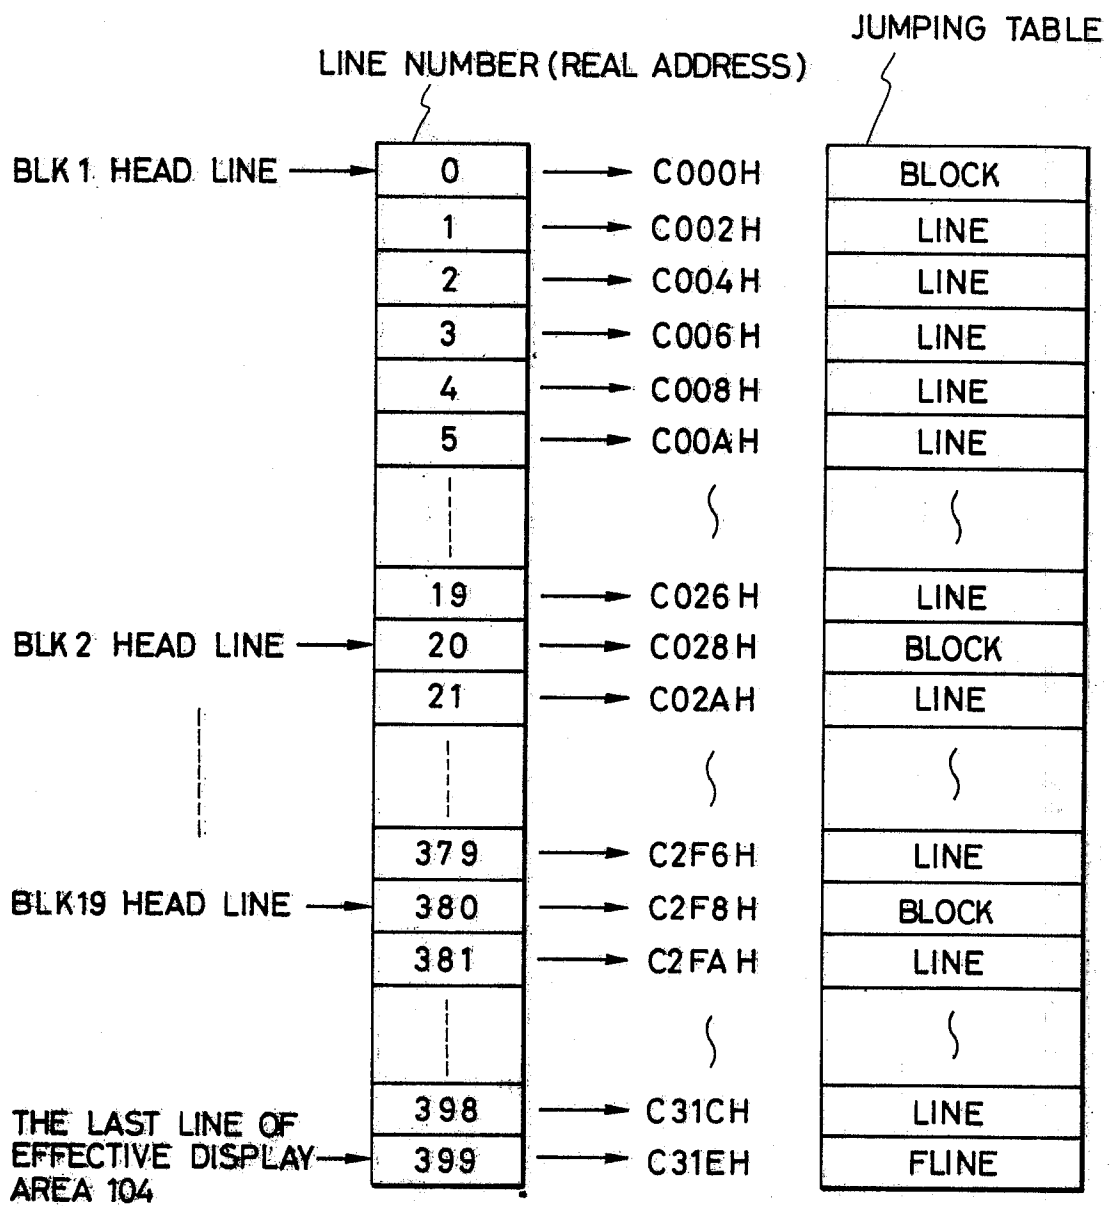 JUMPING TABLE
LINE NUMBER (REAL ADDRESS)
BLK 1 HEAD LINE 0 C000H BLOCK
1 C002H LINE
2 C004H LINE
3 C006H LINE
4 C008H LINE
5 C00AH LINE
19 C026H LINE
BLK 2 HEAD LINE 20 C028H BLOCK
21 C02AH LINE
379 C2F6H LINE
BLK19 HEAD LINE 380 C2F8H BLOCK
381 C2FAH LINE
398 C31CH LINE
THE LAST LINE OF
EFFECTIVE DISPLAY 399 C31EH FLINE
AREA 104